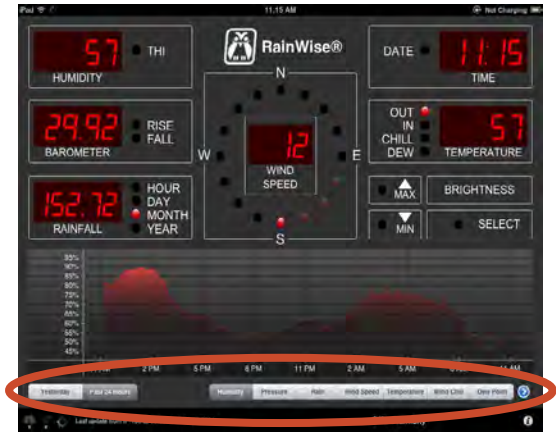 iPad 11:15 AM Not Charging
57 THI
HUMIDITY
RainWise®
DATE 11:15
TIME
N
W E
S
12
WIND
SPEED
29.92 RISE
FALL
BAROMETER
OUT
IN
CHILL
DEW
57
TEMPERATURE
152.72 HOUR
DAY
MONTH
YEAR
RAINFALL
MAX BRIGHTNESS
MIN SELECT
95%
90%
85%
80%
75%
70%
65%
60%
55%
50%
45%
2 PM 5 PM 8 PM 11 PM 2 AM 5 AM
Yesterday Past 24 Hours Humidity Pressure Rain Wind Speed Temperature Wind Chill Dew Point
Last update